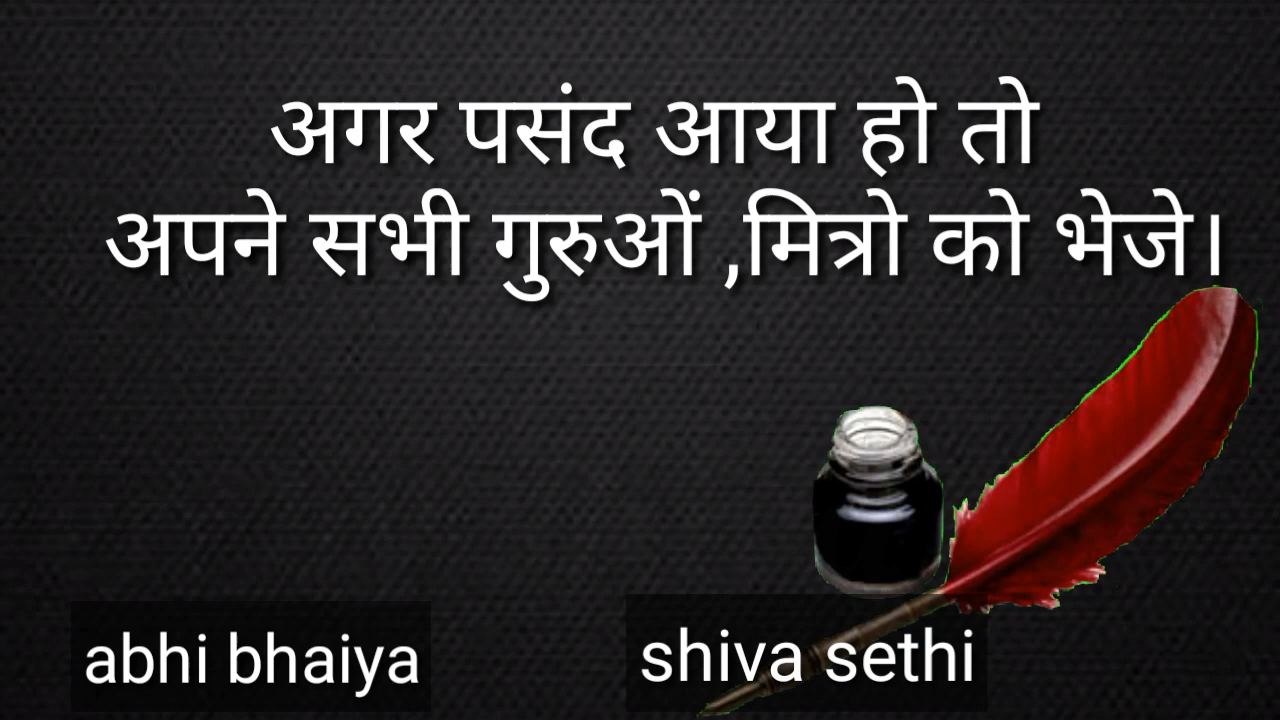 अगर पसंद आया हो तो
अपने सभी गुरुओं ,मित्रो को भेजे।
abhi bhaiya
shiva sethi